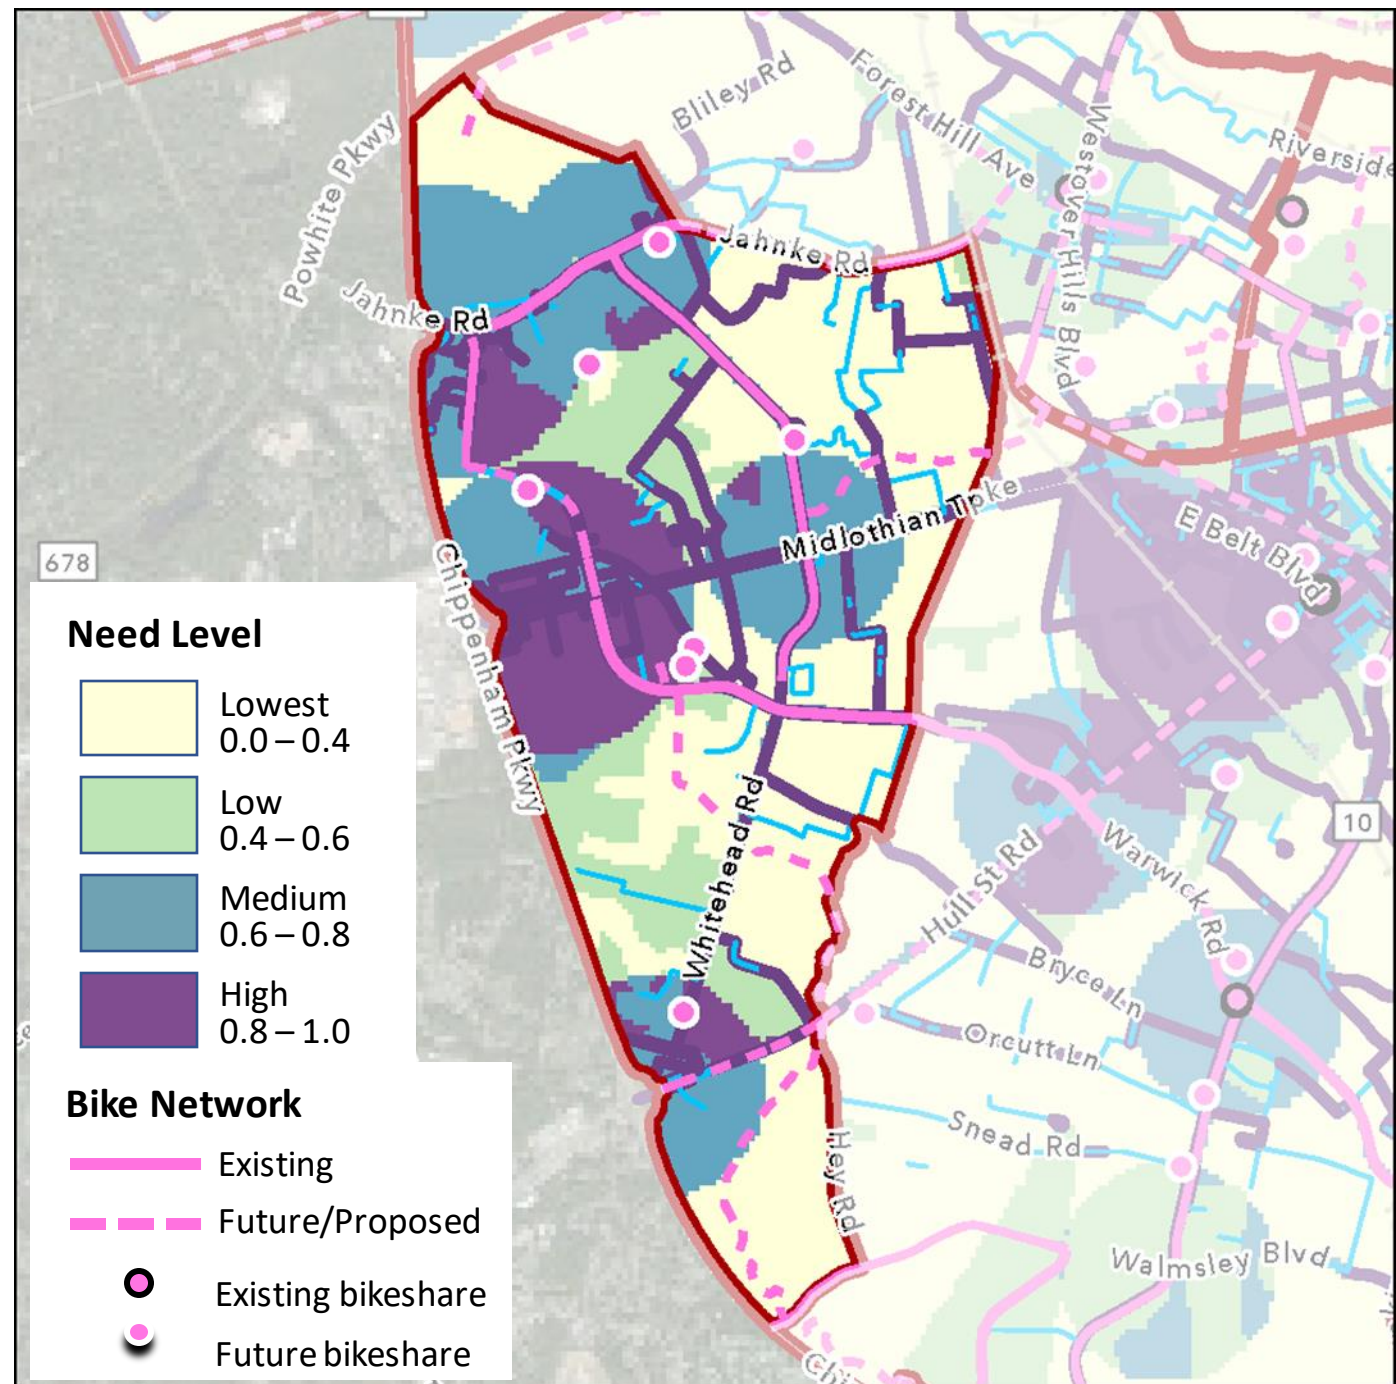 Bliley Rd
Forest Hill Ave
Powhite Pkwy
Westover Hills Blvd
Riverside
Jahnke Rd
Jahnke Rd
Midlothian Tpke
E Belt Blvd
678
Chippenham Pkwy
10
Whitehead Rd
Hull St Rd
Warwick Rd
Bryce Ln
Orcutt Ln
Snead Rd
Hey Rd
Walmsley Blvd
Chi
Need Level
Lowest
0.0 – 0.4
Low
0.4 – 0.6
Medium
0.6 – 0.8
High
0.8 – 1.0
Bike Network
Existing
Future/Proposed
Existing bikeshare
Future bikeshare